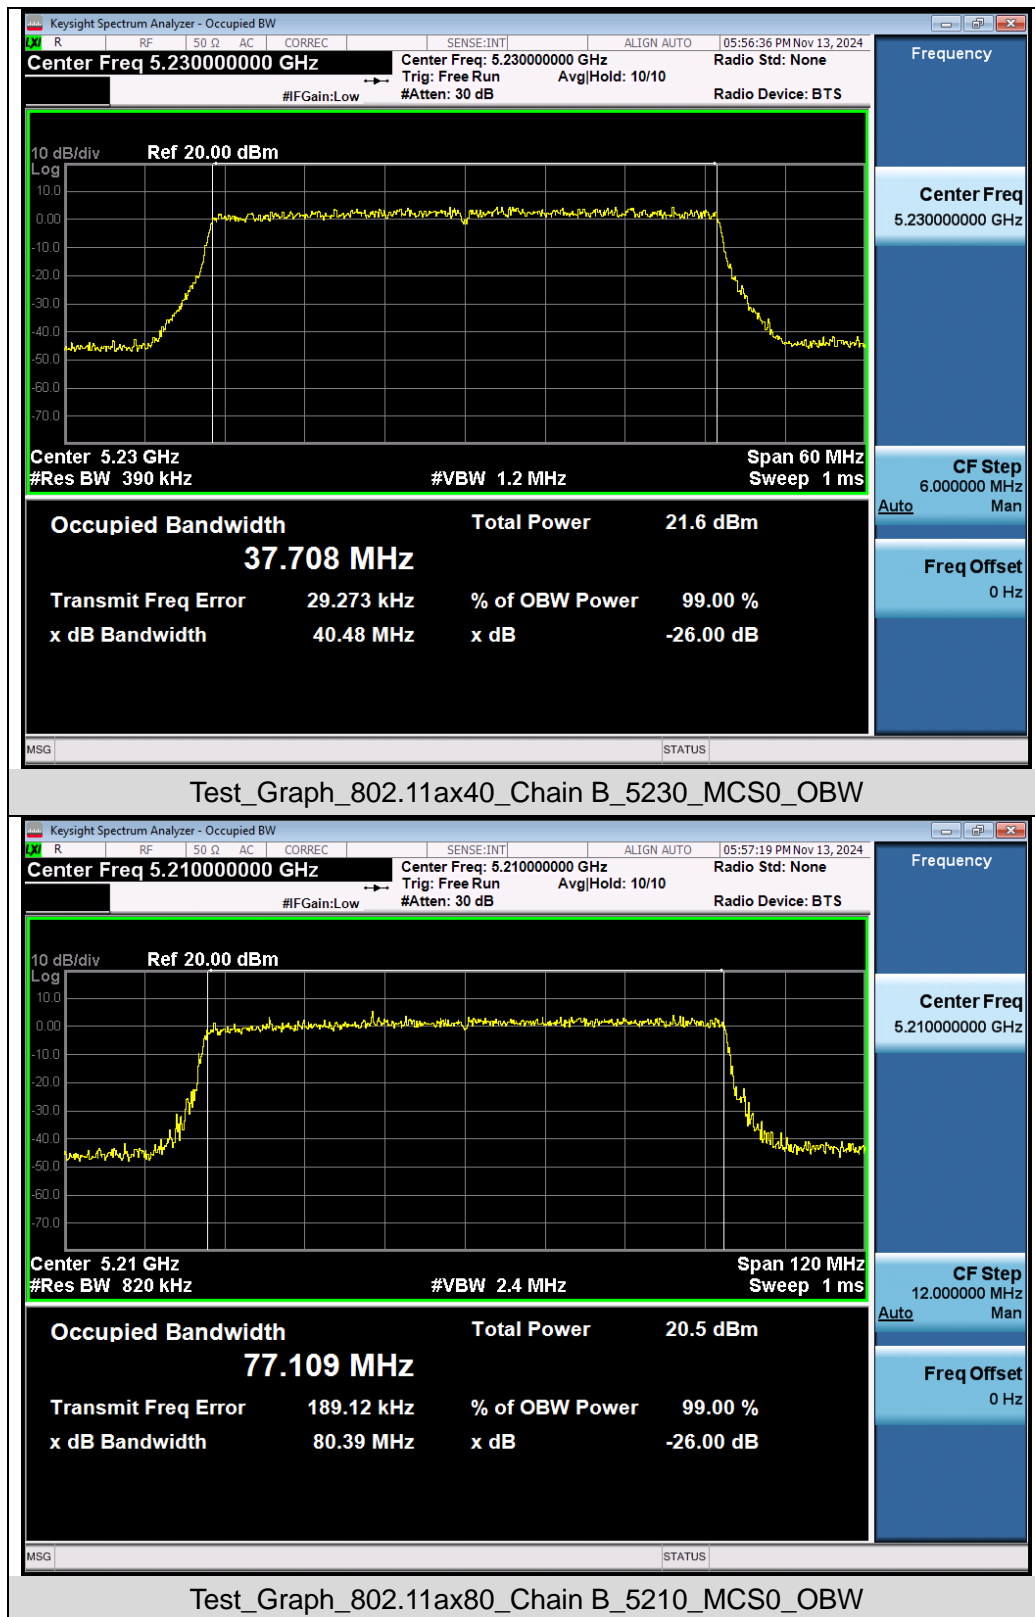 Keysight Spectrum Analyzer - Occupied BW
LXI R RF 50 Ω AC CORREC SENSE:INT ALIGN AUTO 05:56:36 PM Nov 13, 2024
Center Freq 5.230000000 GHz
Center Freq: 5.230000000 GHz
Radio Std: None
Trig: Free Run Avg|Hold: 10/10
#IFGain:Low
#Atten: 30 dB
Radio Device: BTS
Frequency
10 dB/div Ref 20.00 dBm
Log
10.0
0.00
-10.0
-20.0
-30.0
-40.0
-50.0
-60.0
-70.0
Center 5.23 GHz Span 60 MHz
#Res BW 390 kHz #VBW 1.2 MHz Sweep 1 ms
Center Freq
5.230000000 GHz
CF Step
6.000000 MHz
Auto Man
Freq Offset
0 Hz
Occupied Bandwidth Total Power 21.6 dBm
37.708 MHz
Transmit Freq Error 29.273 kHz % of OBW Power 99.00 %
x dB Bandwidth 40.48 MHz x dB -26.00 dB
MSG STATUS
Test_Graph_802.11ax40_Chain B_5230_MCS0_OBW
Keysight Spectrum Analyzer - Occupied BW
LXI R RF 50 Ω AC CORREC SENSE:INT ALIGN AUTO 05:57:19 PM Nov 13, 2024
Center Freq 5.210000000 GHz
Center Freq: 5.210000000 GHz
Radio Std: None
Trig: Free Run Avg|Hold: 10/10
#IFGain:Low
#Atten: 30 dB
Radio Device: BTS
Frequency
10 dB/div Ref 20.00 dBm
Log
10.0
0.00
-10.0
-20.0
-30.0
-40.0
-50.0
-60.0
-70.0
Center 5.21 GHz Span 120 MHz
#Res BW 820 kHz #VBW 2.4 MHz Sweep 1 ms
Center Freq
5.210000000 GHz
CF Step
12.000000 MHz
Auto Man
Freq Offset
0 Hz
Occupied Bandwidth Total Power 20.5 dBm
77.109 MHz
Transmit Freq Error 189.12 kHz % of OBW Power 99.00 %
x dB Bandwidth 80.39 MHz x dB -26.00 dB
MSG STATUS
Test_Graph_802.11ax80_Chain B_5210_MCS0_OBW